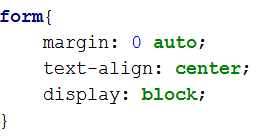 form{
    margin: 0 auto;
    text-align: center;
    display: block;
}